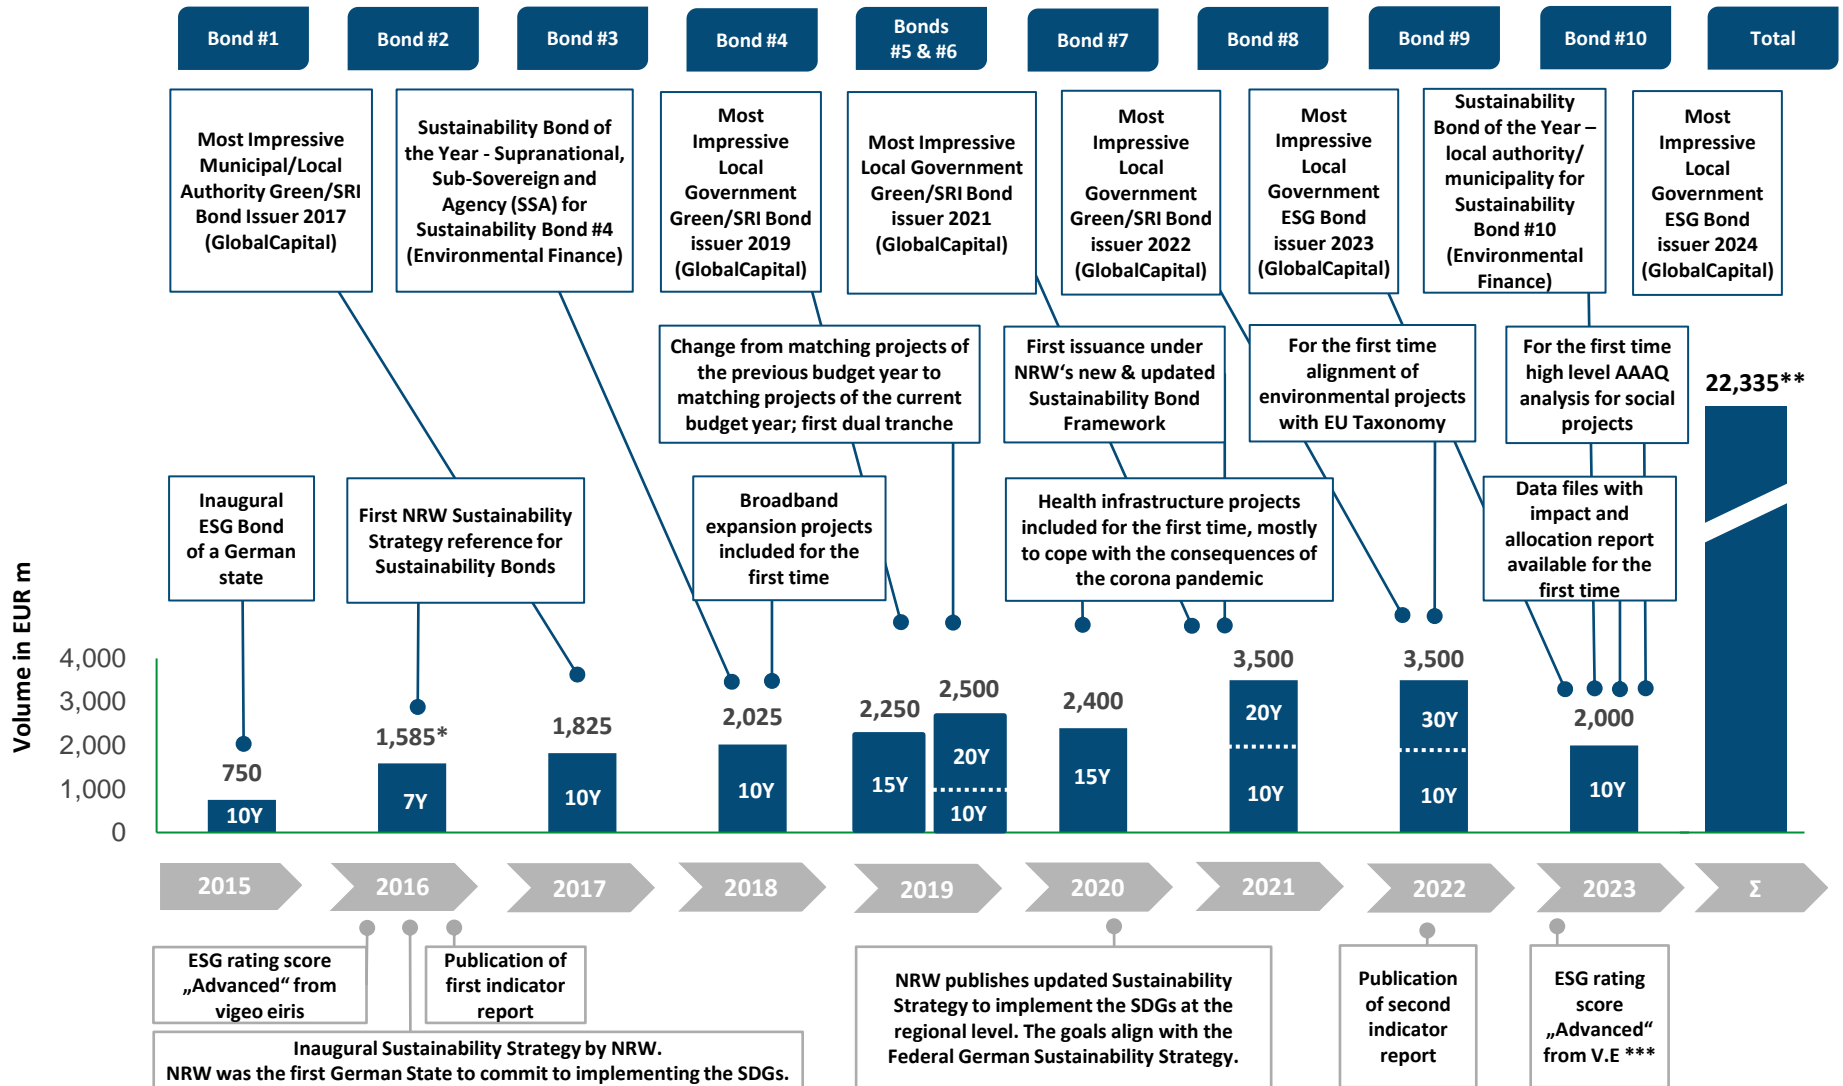 Bond #1
Bond #2
Bond #3
Bond #4
Bonds
#5 & #6
Bond #7
Bond #8
Bond #9
Bond #10
Total
Most Impressive
Municipal/Local
Authority Green/SRI
Bond Issuer 2017
(GlobalCapital)
Sustainability Bond of
the Year - Supranational,
Sub-Sovereign and
Agency (SSA) for
Sustainability Bond #4
(Environmental Finance)
Most
Impressive
Local
Government
Green/SRI Bond
issuer 2019
(GlobalCapital)
Most Impressive
Local Government
Green/SRI Bond
issuer 2021
(GlobalCapital)
Most
Impressive
Local
Government
Green/SRI Bond
issuer 2022
(GlobalCapital)
Most
Impressive
Local
Government
ESG Bond
issuer 2023
(GlobalCapital)
Sustainability
Bond of the Year –
local authority/
municipality for
Sustainability
Bond #10
(Environmental
Finance)
Most
Impressive
Local
Government
ESG Bond
issuer 2024
(GlobalCapital)
Change from matching projects of
the previous budget year to
matching projects of the current
budget year; first dual tranche
First issuance under
NRW‘s new & updated
Sustainability Bond
Framework
For the first time
alignment of
environmental projects
with EU Taxonomy
For the first time
high level AAAQ
analysis for social
projects
22,335**
Inaugural
ESG Bond
of a German
state
First NRW Sustainability
Strategy reference for
Sustainability Bonds
Broadband
expansion projects
included for the
first time
Health infrastructure projects
included for the first time, mostly
to cope with the consequences of
the corona pandemic
Data files with
impact and
allocation report
available for the
first time
Volume in EUR m
4,000
3,000
2,000
1,000
0
750
10Y
1,585*
7Y
1,825
10Y
2,025
10Y
2,250
15Y
2,500
20Y
10Y
2,400
15Y
3,500
20Y
10Y
3,500
30Y
10Y
2,000
10Y
2015
2016
2017
2018
2019
2020
2021
2022
2023
Σ
ESG rating score
„Advanced“ from
vigeo eiris
Publication of
first indicator
report
Inaugural Sustainability Strategy by NRW.
NRW was the first German State to commit to implementing the SDGs.
NRW publishes updated Sustainability
Strategy to implement the SDGs at the
regional level. The goals align with the
Federal German Sustainability Strategy.
Publication
of second
indicator
report
ESG rating
score
„Advanced“
from V.E ***